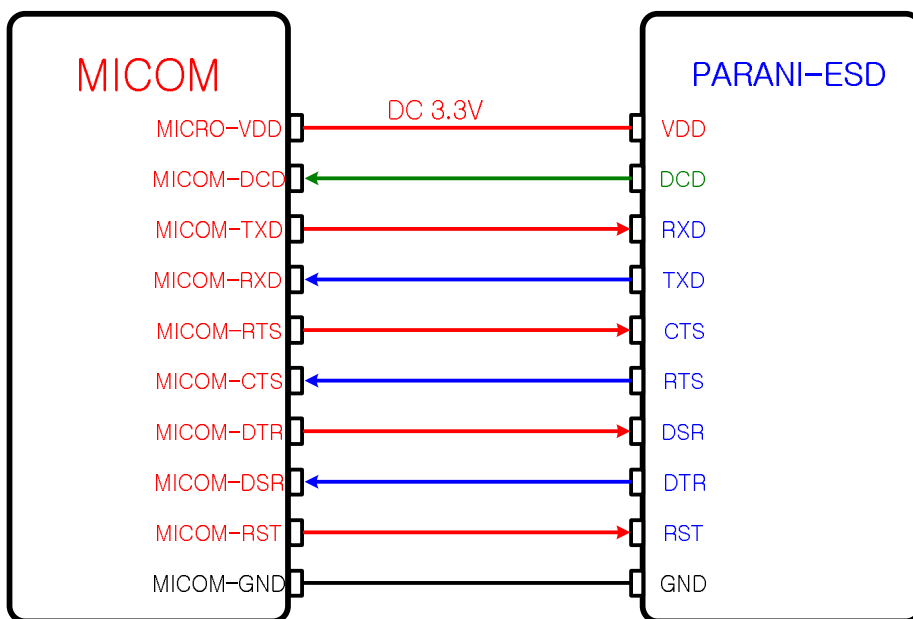 MICOM
PARANI-ESD
DC 3.3V
MICRO-VDD
VDD
MICOM-DCD
DCD
MICOM-TXD
RXD
MICOM-RXD
TXD
MICOM-RTS
CTS
MICOM-CTS
RTS
MICOM-DTR
DSR
MICOM-DSR
DTR
MICOM-RST
RST
MICOM-GND
GND